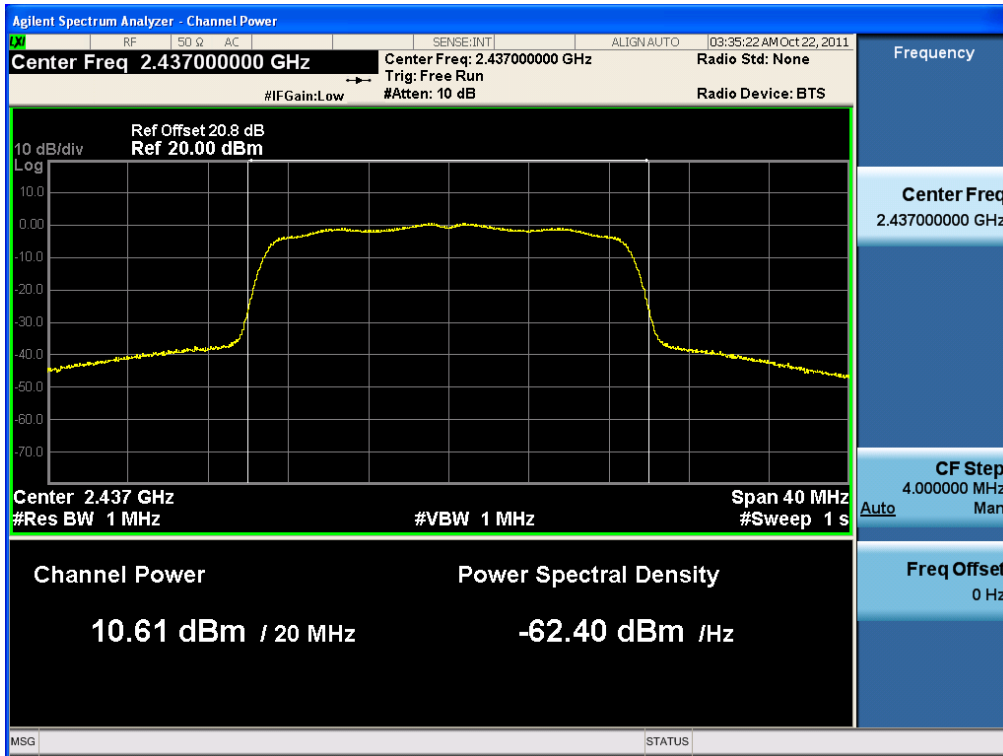 Agilent Spectrum Analyzer - Channel Power
LXI RF 50 Ω AC SENSE:INT ALIGN AUTO 03:35:22 AM Oct 22, 2011
Center Freq 2.437000000 GHz
Center Freq: 2.437000000 GHz
Radio Std: None
Trig: Free Run
#IFGain:Low
#Atten: 10 dB
Radio Device: BTS
Ref Offset 20.8 dB
10 dB/div Ref 20.00 dBm
Log
10.0
0.00
-10.0
-20.0
-30.0
-40.0
-50.0
-60.0
-70.0
Center 2.437 GHz
Span 40 MHz
#Res BW 1 MHz
#VBW 1 MHz
#Sweep 1 s
Channel Power
Power Spectral Density
10.61 dBm / 20 MHz
-62.40 dBm /Hz
MSG
STATUS
Frequency
Center Freq
2.437000000 GHz
CF Step
4.000000 MHz
Auto Man
Freq Offset
0 Hz